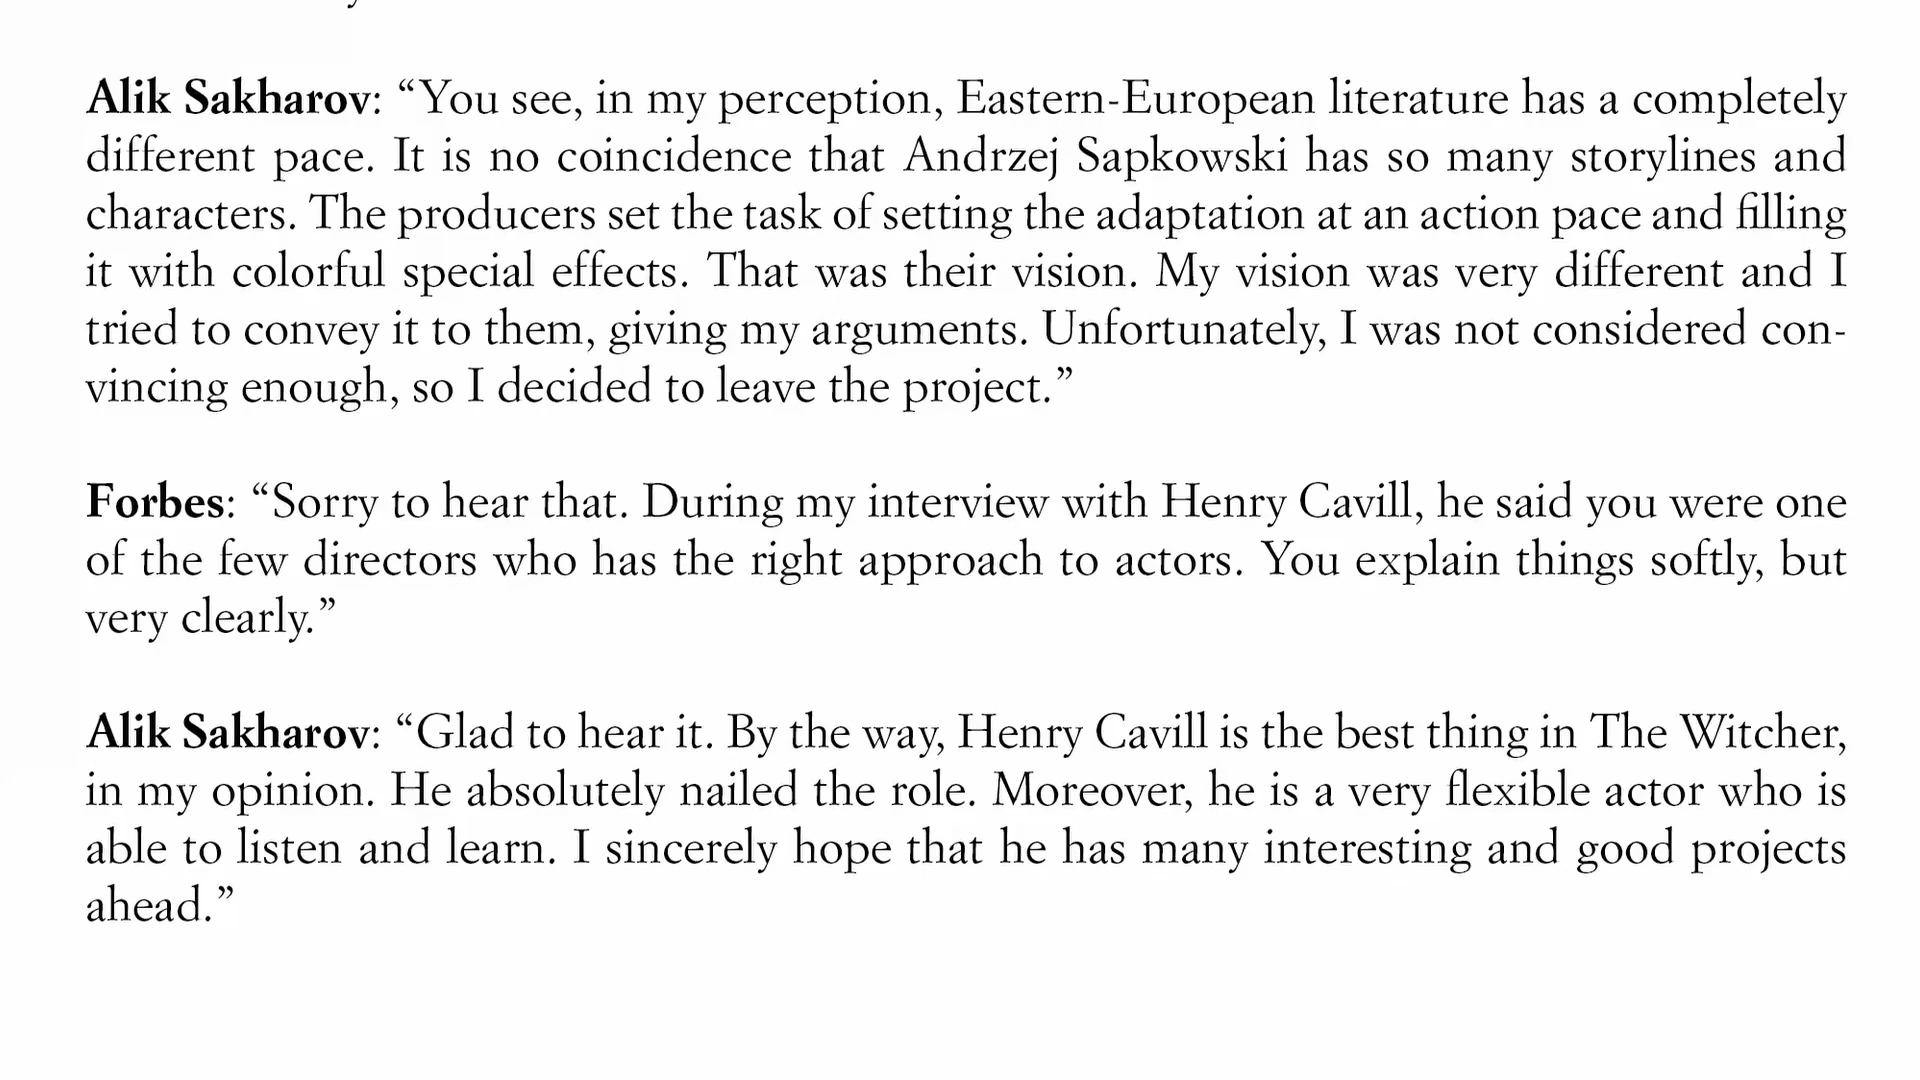 Alik Sakharov: “You see, in my perception, Eastern-European literature has a completely
different pace. It is no coincidence that Andrzej Sapkowski has so many storylines and
characters. The producers set the task of setting the adaptation at an action pace and filling
it with colorful special effects. That was their vision. My vision was very different and I
tried to convey it to them, giving my arguments. Unfortunately, I was not considered con-
vincing enough, so I decided to leave the project.”
Forbes: “Sorry to hear that. During my interview with Henry Cavill, he said you were one
of the few directors who has the right approach to actors. You explain things softly, but
very clearly.”
Alik Sakharov: “Glad to hear it. By the way, Henry Cavill is the best thing in The Witcher,
in my opinion. He absolutely nailed the role. Moreover, he is a very flexible actor who is
able to listen and learn. I sincerely hope that he has many interesting and good projects
ahead.”